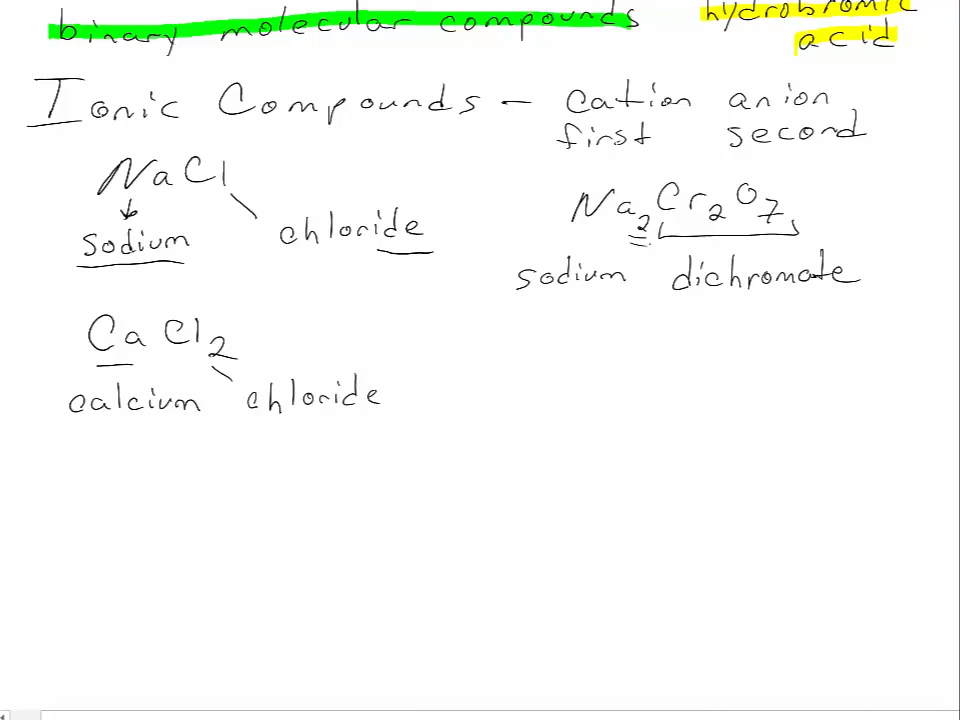 binary molecular compounds hydrobromic
acid
Ionic Compounds – cation anion
first second
NaCl
sodium
chloride
Na₂Cr₂O₇
sodium dichromate
CaCl₂
calcium chloride